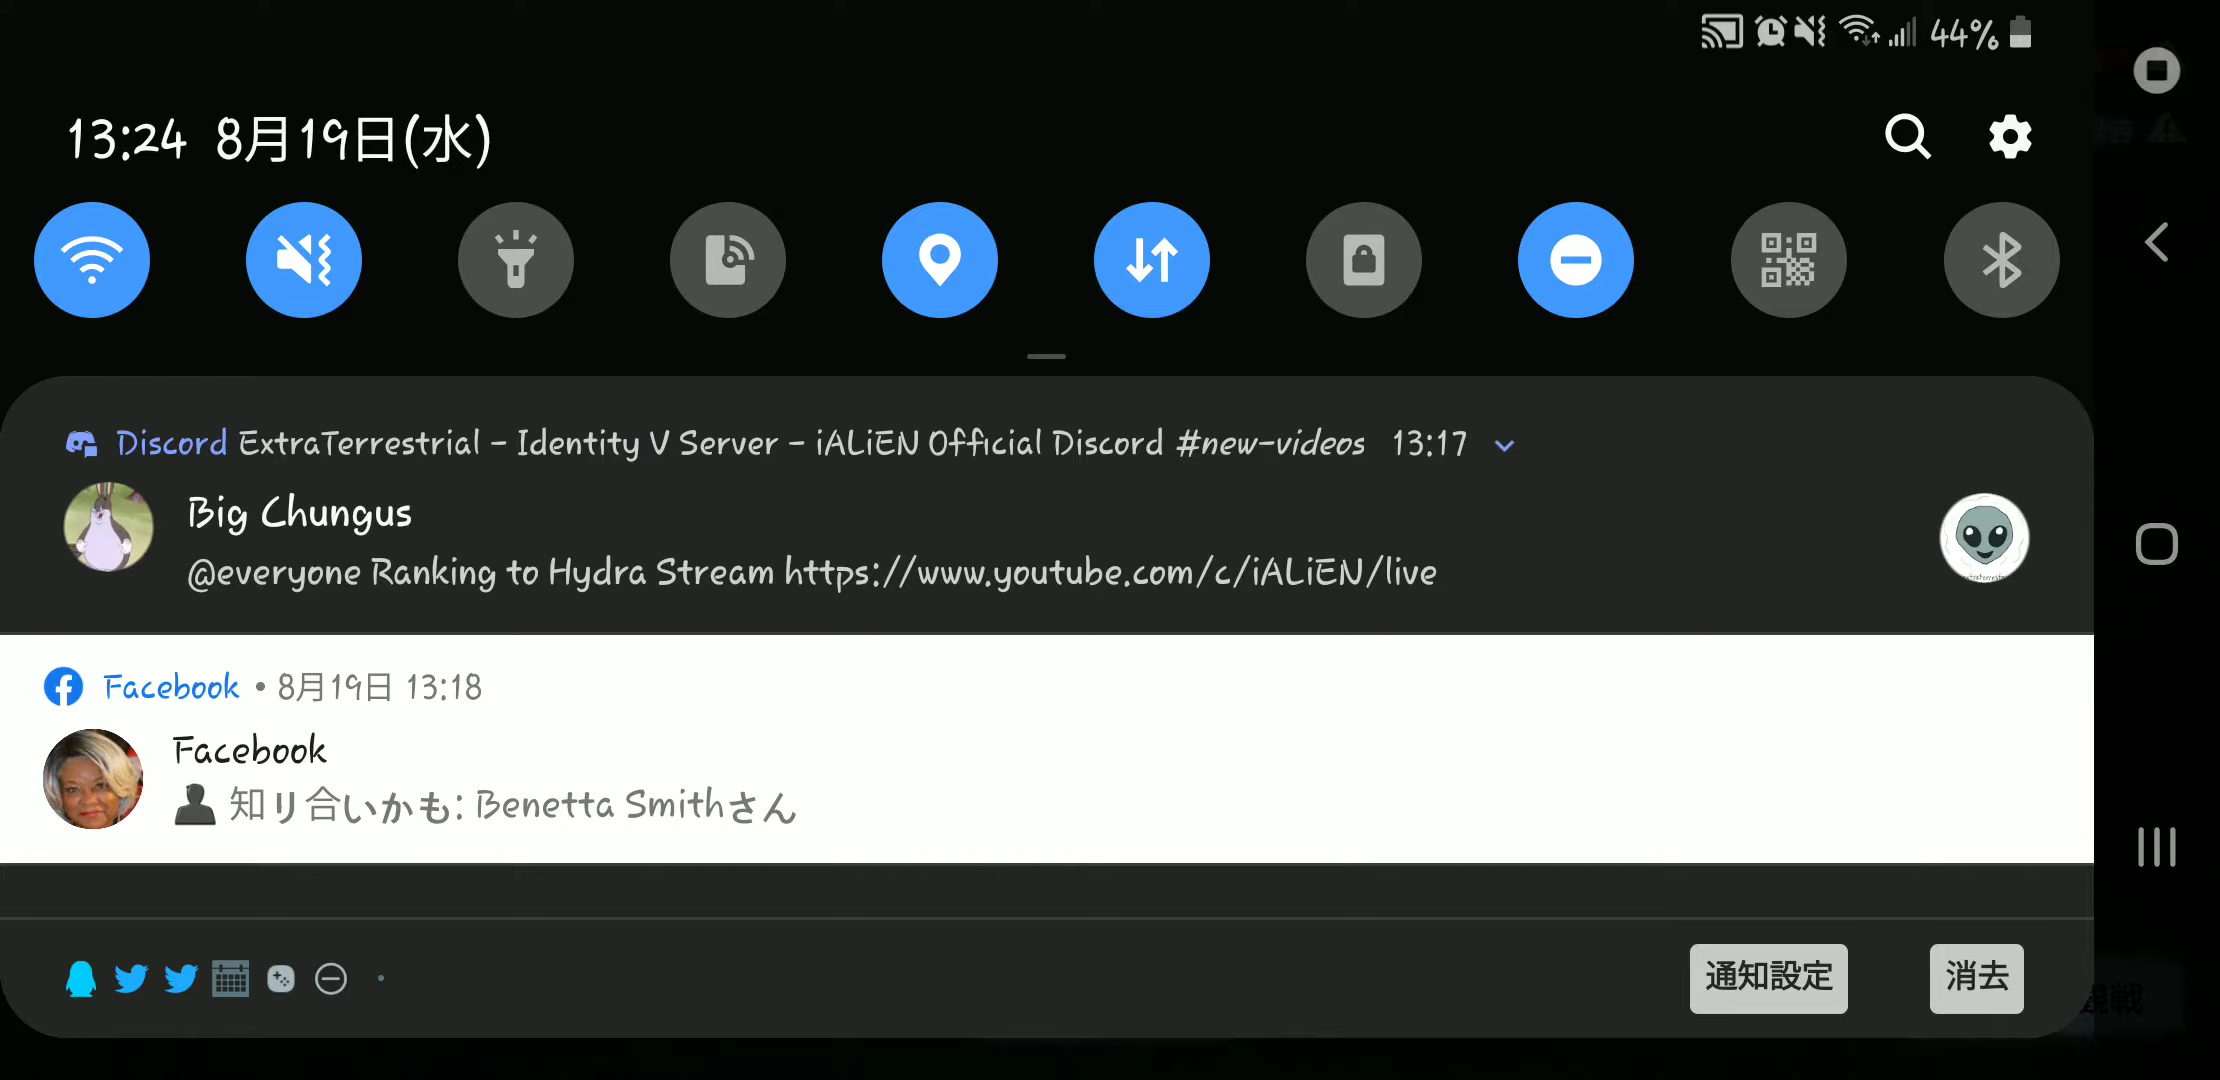 44%
13:24 8月19日(水)
Discord ExtraTerrestrial - Identity V Server - iALiEN Official Discord #new-videos 13:17
Big Chungus
@everyone Ranking to Hydra Stream https://www.youtube.com/c/iALiEN/live
Facebook • 8月19日 13:18
Facebook
知り合いかも: Benetta Smithさん
通知設定
消去
観戦